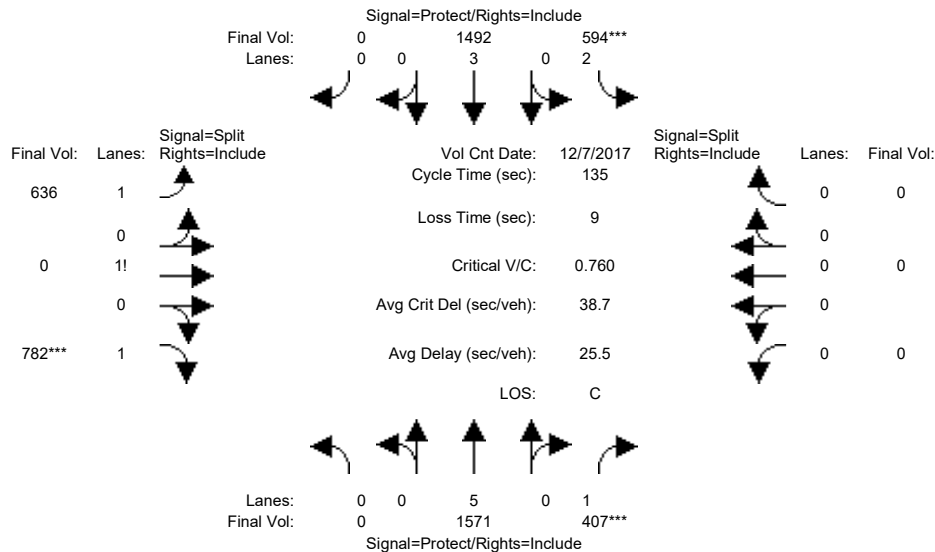 Signal=Protect/Rights=Include
Final Vol: 0 1492 594***
Lanes: 0 0 3 0 2
Signal=Split
Final Vol: Lanes: Rights=Include
Vol Cnt Date: 12/7/2017
Signal=Split
Rights=Include Lanes: Final Vol:
Cycle Time (sec): 135
636 1
0 0
Loss Time (sec): 9
0
0
0 1!
Critical V/C: 0.760
0 0
0
Avg Crit Del (sec/veh): 38.7
0
782*** 1
Avg Delay (sec/veh): 25.5
0 0
LOS: C
Lanes: 0 0 5 0 1
Final Vol: 0 1571 407***
Signal=Protect/Rights=Include